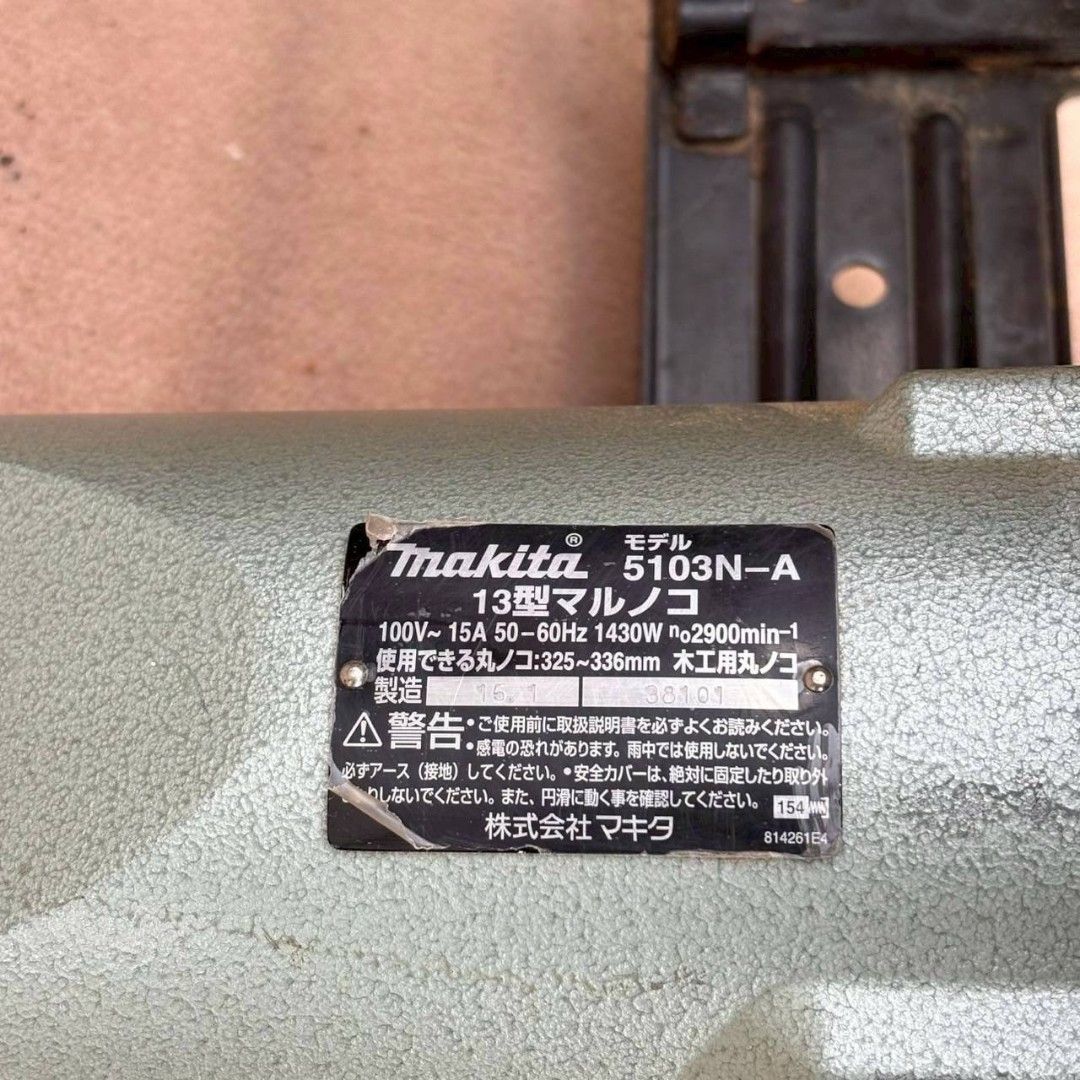 makita® モデル 5103N-A
13型マルノコ
100V~ 15A 50-60Hz 1430W n₀2900min⁻¹
使用できる丸ノコ:325~336mm 木工用丸ノコ
製造 15.1 38101
⚠警告 •ご使用前に取扱説明書を必ずよくお読みください。
•感電の恐れがあります。雨中では使用しないでください。
必ずアース（接地）してください。•安全カバーは、絶対に固定したり取り外
りしないでください。また、円滑に動く事を確認してください。
154
株式会社マキタ
814261E4